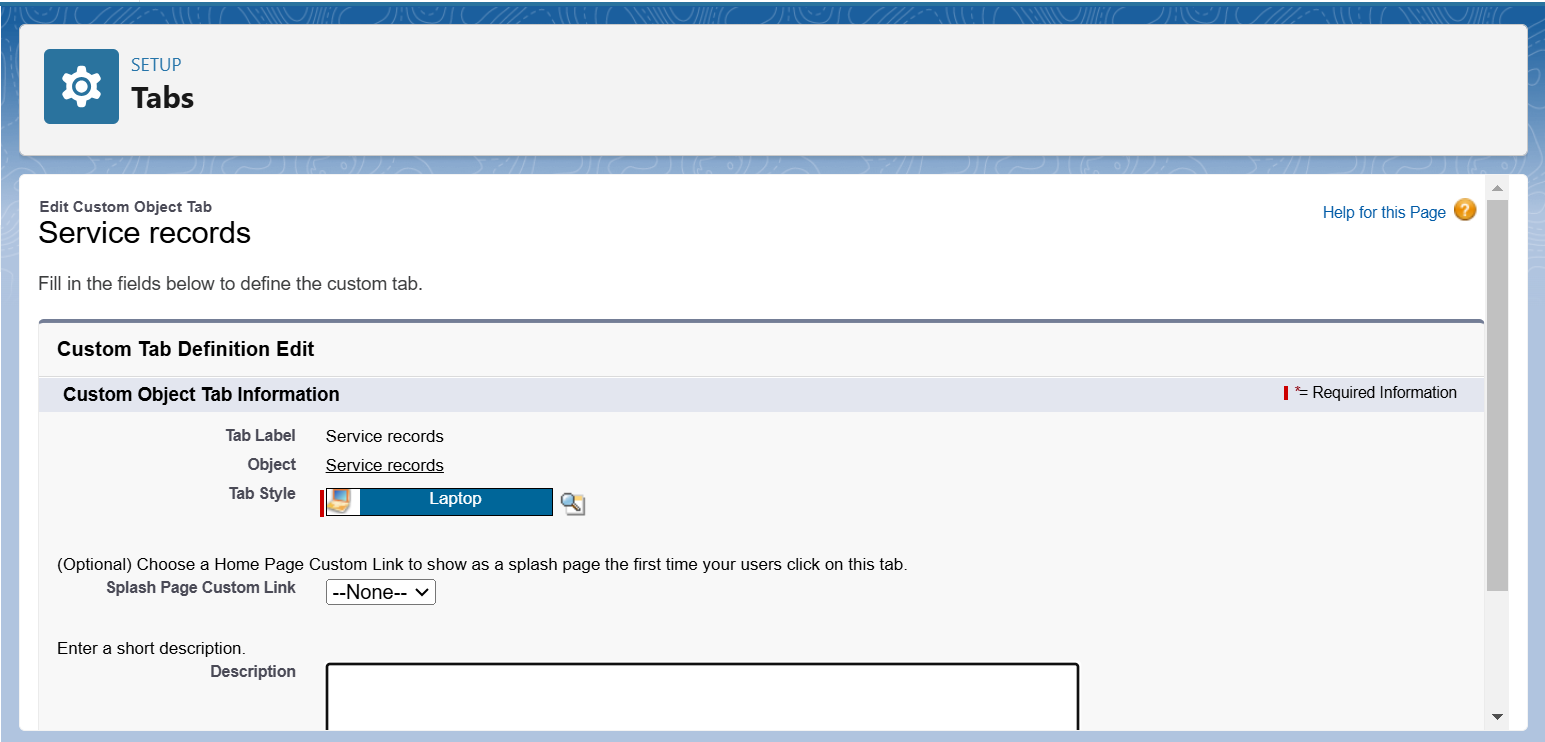 SETUP
Tabs
Edit Custom Object Tab
Service records
Help for this Page ?
Fill in the fields below to define the custom tab.
Custom Tab Definition Edit
Custom Object Tab Information
*= Required Information
Tab Label Service records
Object Service records
Tab Style Laptop
(Optional) Choose a Home Page Custom Link to show as a splash page the first time your users click on this tab.
Splash Page Custom Link --None--
Enter a short description.
Description